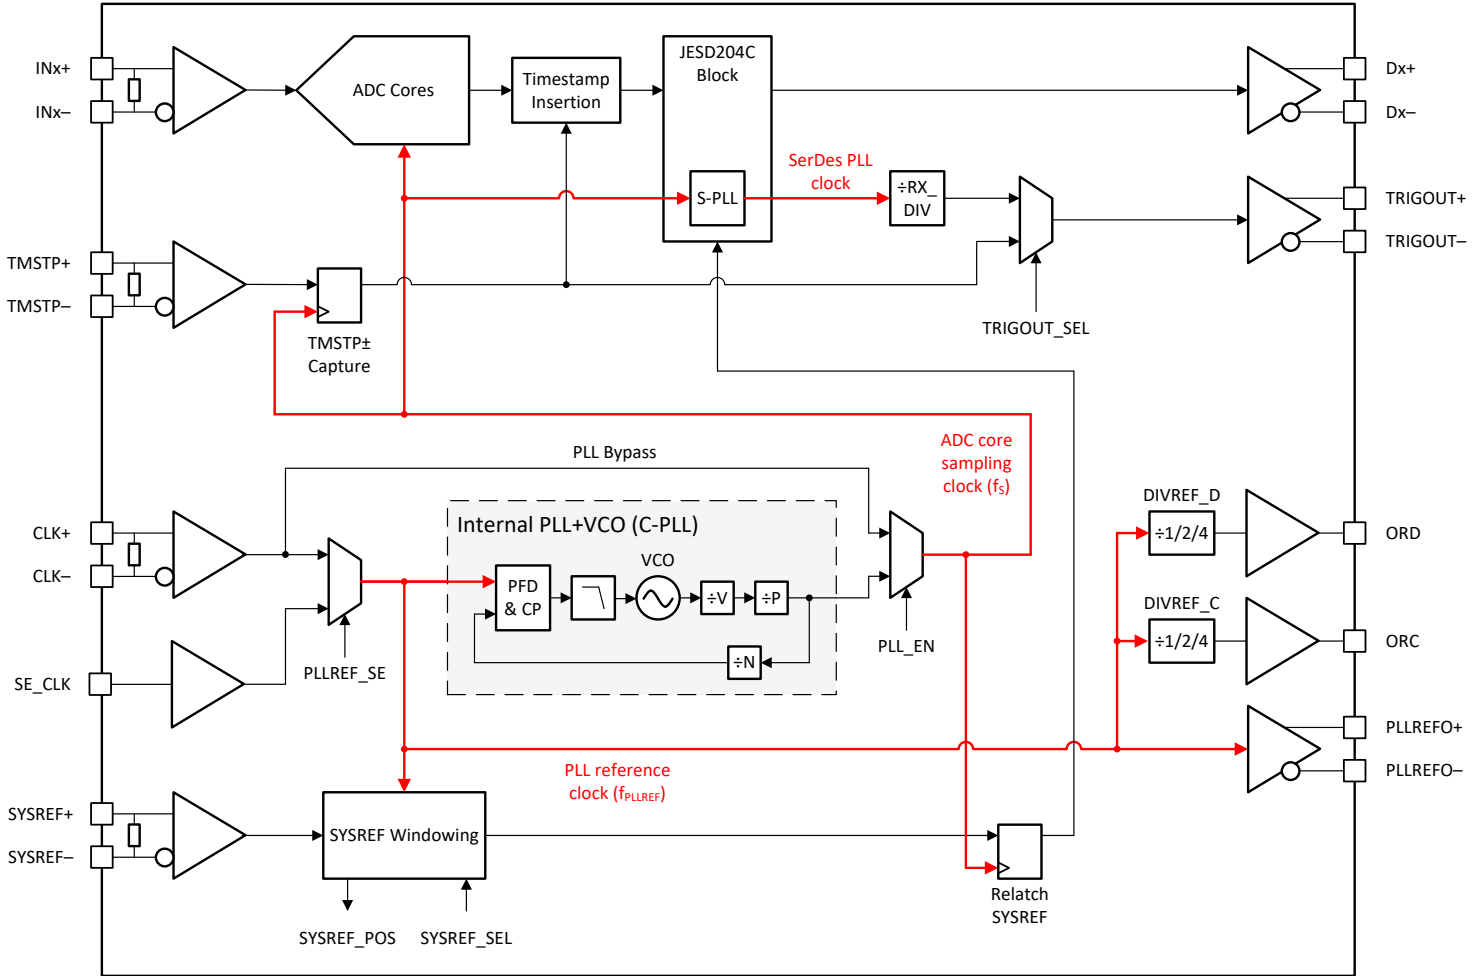 INx+
INx–
ADC Cores
Timestamp
Insertion
JESD204C
Block
Dx+
Dx–
SerDes PLL
clock
S-PLL
÷RX_
DIV
TRIGOUT+
TRIGOUT–
TMSTP+
TMSTP–
TMSTP±
Capture
TRIGOUT_SEL
PLL Bypass
ADC core
sampling
clock (fS)
CLK+
CLK–
Internal PLL+VCO (C-PLL)
VCO
PFD
& CP
÷V
÷P
÷N
PLL_EN
DIVREF_D
÷1/2/4
ORD
DIVREF_C
÷1/2/4
ORC
SE_CLK
PLLREF_SE
PLLREFO+
PLLREFO–
PLL reference
clock (fPLLREF)
SYSREF+
SYSREF–
SYSREF Windowing
Relatch
SYSREF
SYSREF_POS
SYSREF_SEL